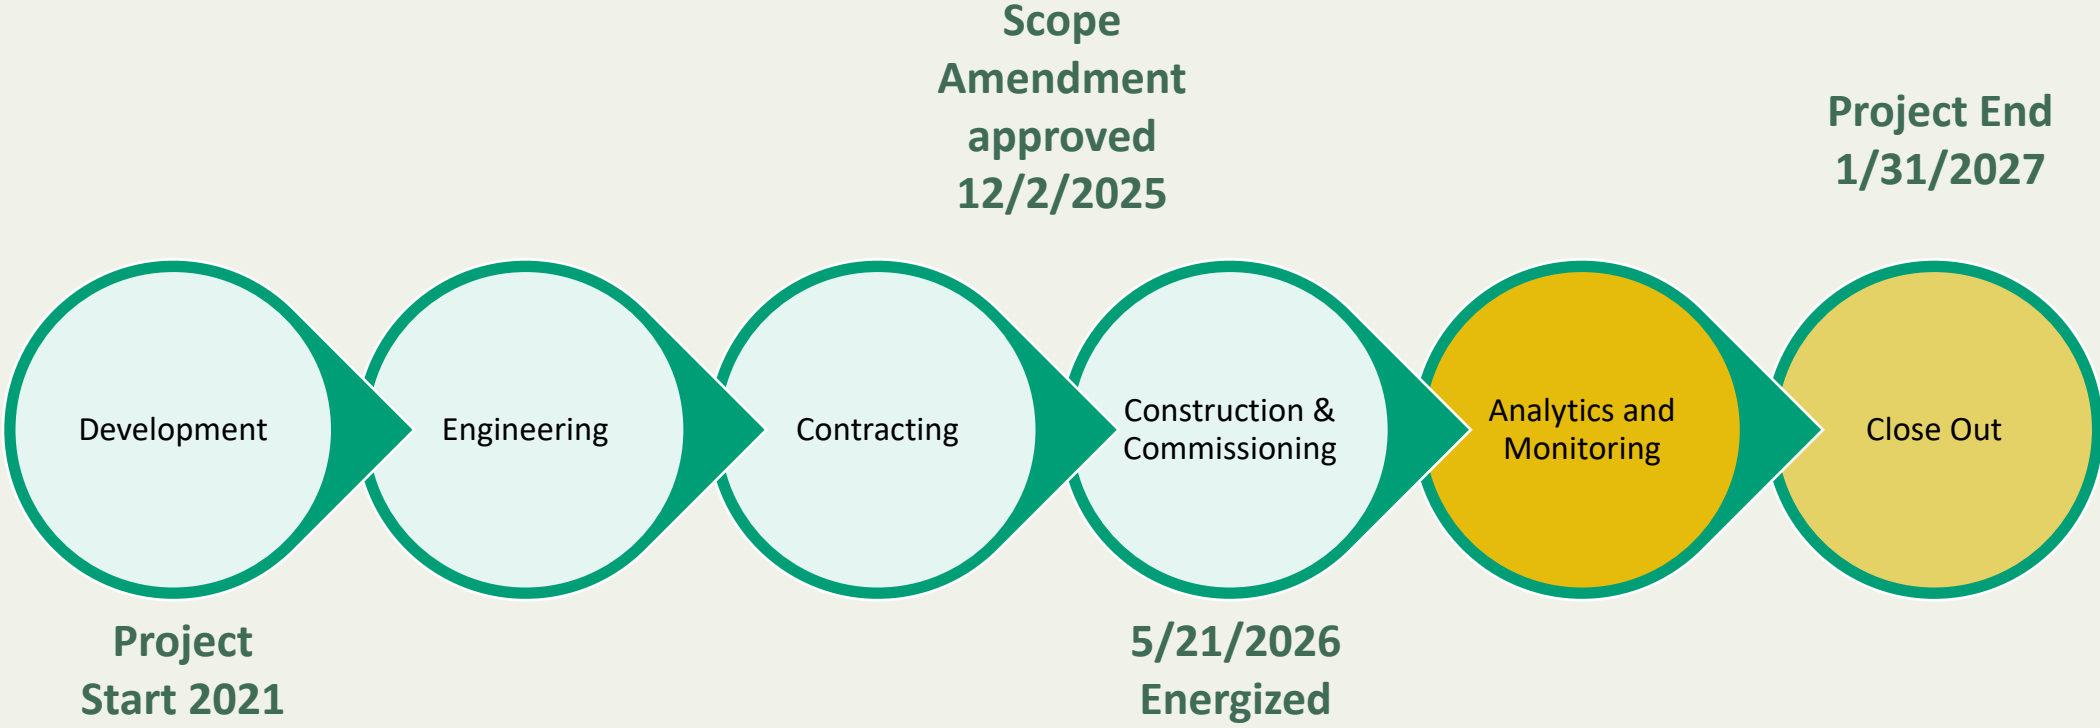 Scope
Amendment
approved
12/2/2025
Project End
1/31/2027
Development
Engineering
Contracting
Construction &
Commissioning
Analytics and
Monitoring
Close Out
Project
Start 2021
5/21/2026
Energized